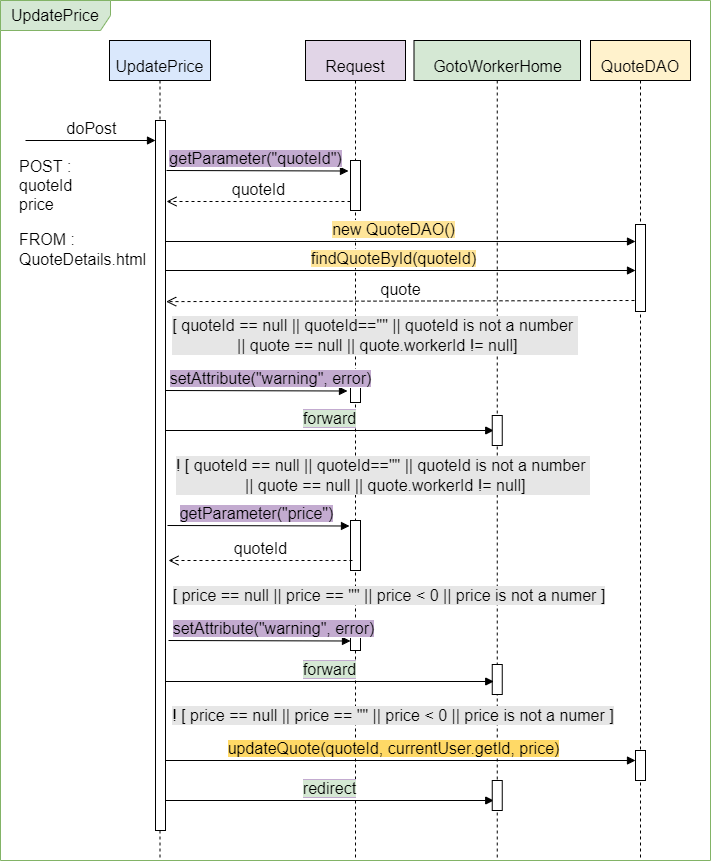 UpdatePrice
UpdatePrice
Request
GotoWorkerHome
QuoteDAO
doPost
POST :
quoteId
price
FROM :
QuoteDetails.html
getParameter("quoteId")
quoteId
new QuoteDAO()
findQuoteById(quoteId)
quote
[ quoteId == null || quoteId=="" || quoteId is not a number
|| quote == null || quote.workerId != null]
setAttribute("warning", error)
forward
! [ quoteId == null || quoteId=="" || quoteId is not a number
|| quote == null || quote.workerId != null]
getParameter("price")
quoteId
[ price == null || price == "" || price < 0 || price is not a numer ]
setAttribute("warning", error)
forward
! [ price == null || price == "" || price < 0 || price is not a numer ]
updateQuote(quoteId, currentUser.getId, price)
redirect